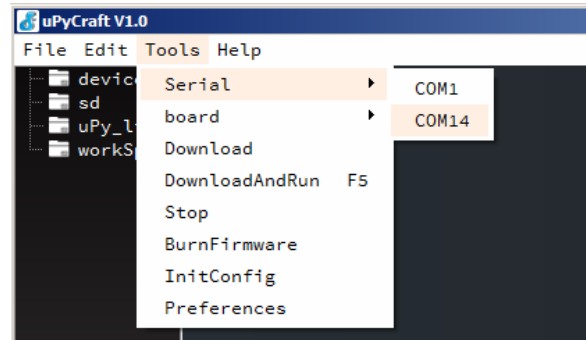 uPyCraft V1.0
File Edit Tools Help
device
sd
uPy_li
workSp
Serial
board
Download
DownloadAndRun F5
Stop
BurnFirmware
InitConfig
Preferences
COM1
COM14